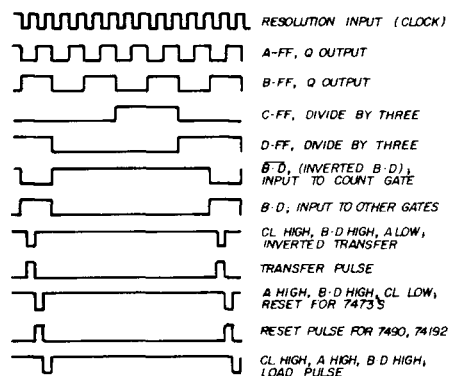 RESOLUTION INPUT (CLOCK)
A-FF, Q OUTPUT
B-FF, Q OUTPUT
C-FF, DIVIDE BY THREE
D-FF, DIVIDE BY THREE
B·D, (INVERTED B·D),
INPUT TO COUNT GATE
B·D; INPUT TO OTHER GATES
CL HIGH, B·D HIGH, A LOW,
INVERTED TRANSFER
TRANSFER PULSE
A HIGH, B·D HIGH, CL LOW,
RESET FOR 7473'S
RESET PULSE FOR 7490, 74192
CL HIGH, A HIGH, B D HIGH,
LOAD PULSE